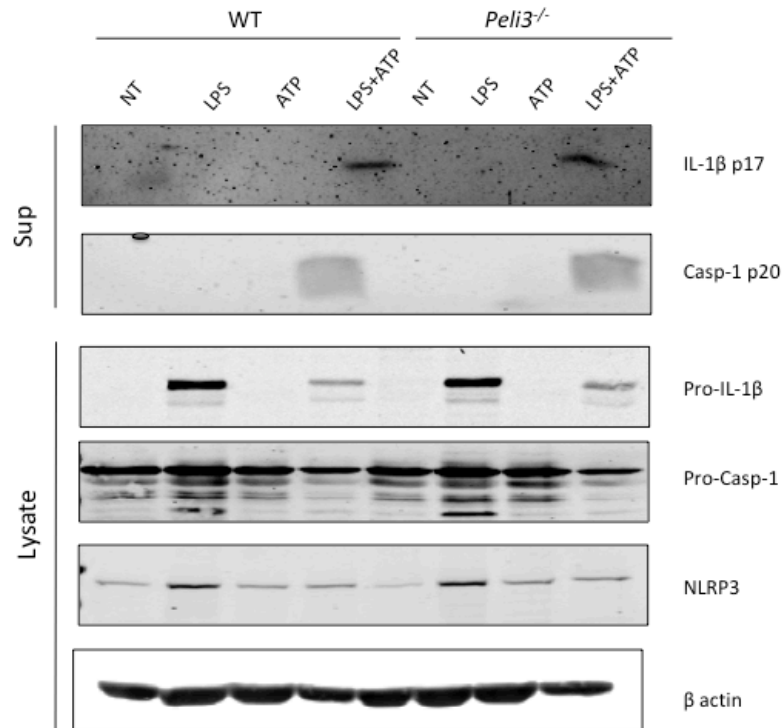 WT Peli3-/-
NT LPS ATP LPS+ATP NT LPS ATP LPS+ATP
Sup
IL-1β p17
Casp-1 p20
Lysate
Pro-IL-1β
Pro-Casp-1
NLRP3
β actin